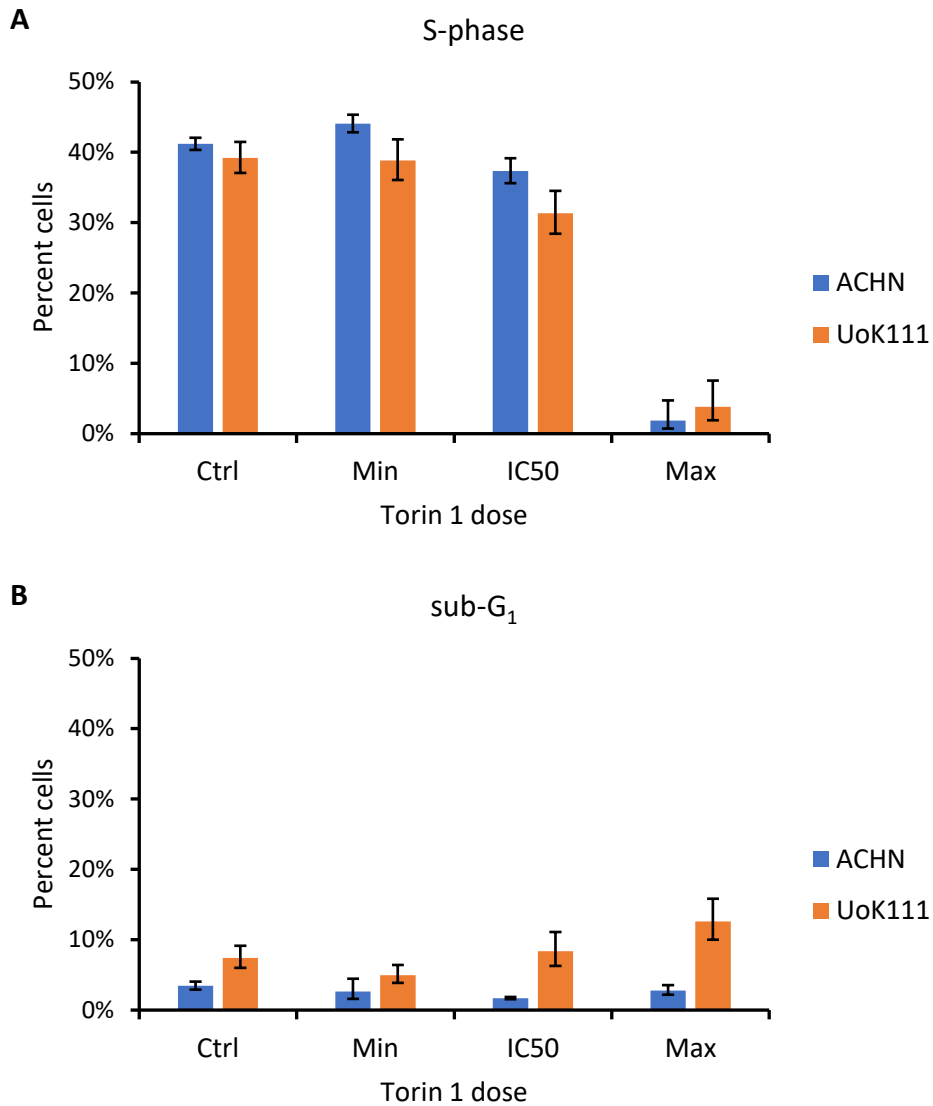 A
S-phase
50%
40%
30%
20%
10%
0%
Percent cells
Ctrl Min IC50 Max
Torin 1 dose
ACHN
UoK111
B
sub-G₁
50%
40%
30%
20%
10%
0%
Percent cells
Ctrl Min IC50 Max
Torin 1 dose
ACHN
UoK111